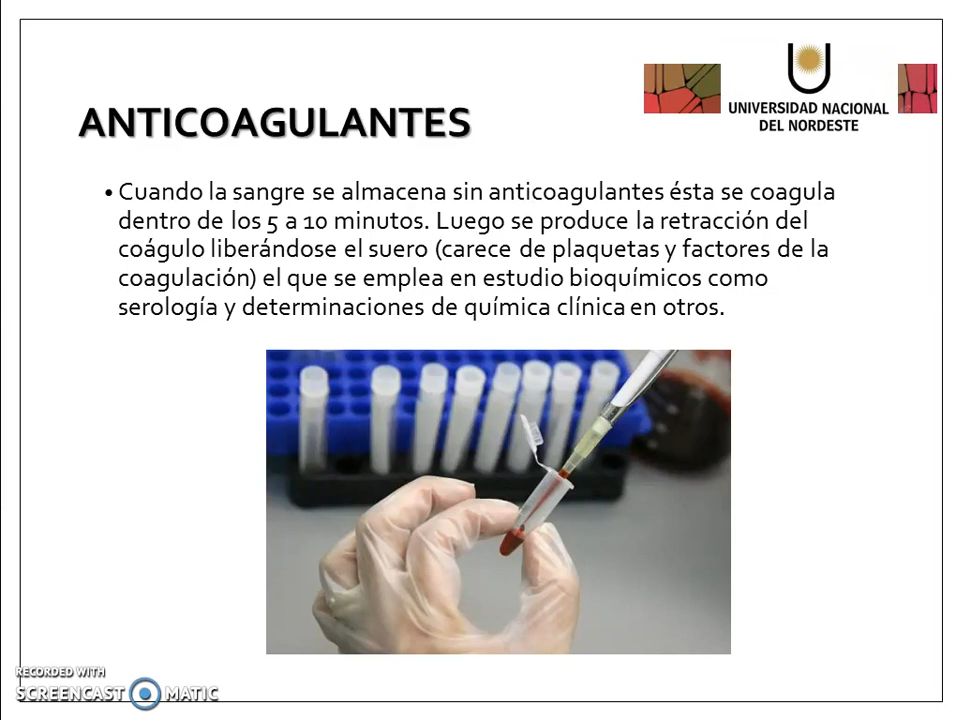 UNIVERSIDAD NACIONAL
DEL NORDESTE
ANTICOAGULANTES
• Cuando la sangre se almacena sin anticoagulantes ésta se coagula
dentro de los 5 a 10 minutos. Luego se produce la retracción del
coágulo liberándose el suero (carece de plaquetas y factores de la
coagulación) el que se emplea en estudio bioquímicos como
serología y determinaciones de química clínica en otros.
RECORDED WITH
SCREENCAST MATIC